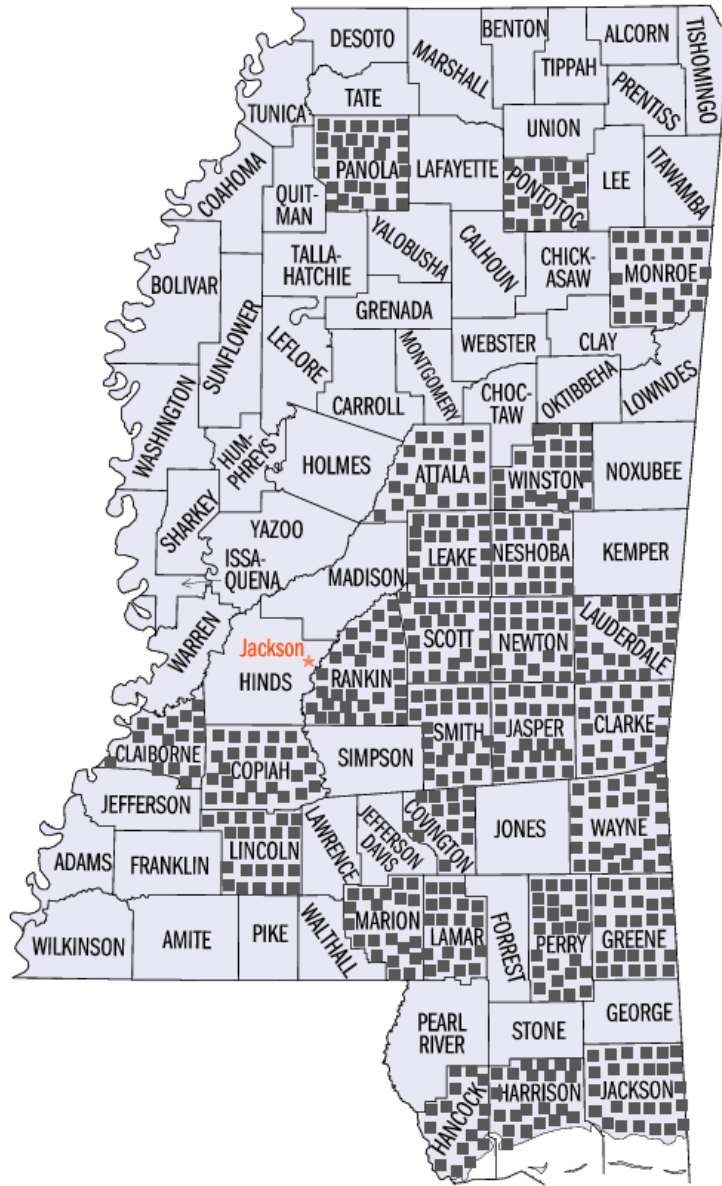 DESOTO
MARSHALL
BENTON
TIPPAH
ALCORN
TISHOMINGO
PRENTISS
TUNICA
TATE
UNION
PANOLA
LAFAYETTE
PONTOTOC
LEE
ITAWAMBA
COAHOMA
QUIT-
MAN
YALOBUSHA
CALHOUN
CHICK-
ASAW
MONROE
BOLIVAR
TALLA-
HATCHIE
GRENADA
SUNFLOWER
LEFLORE
MONTGOMERY
WEBSTER
CLAY
WASHINGTON
CARROLL
CHOC-
TAW
OKTIBBEHA
LOWNDES
HUM-
PHREYS
HOLMES
ATTALA
WINSTON
NOXUBEE
SHARKEY
YAZOO
ISSA-
QUENA
MADISON
LEAKE
NESHOBA
KEMPER
WARREN
Jackson
HINDS
RANKIN
SCOTT
NEWTON
LAUDERDALE
CLAIBORNE
COPIAH
SIMPSON
SMITH
JASPER
CLARKE
JEFFERSON
LINCOLN
LAWRENCE
JEFFERSON
DAVIS
COVINGTON
JONES
WAYNE
ADAMS
FRANKLIN
WILKINSON
AMITE
PIKE
WALTHALL
MARION
LAMAR
FORREST
PERRY
GREENE
PEARL
RIVER
STONE
GEORGE
HANCOCK
HARRISON
JACKSON